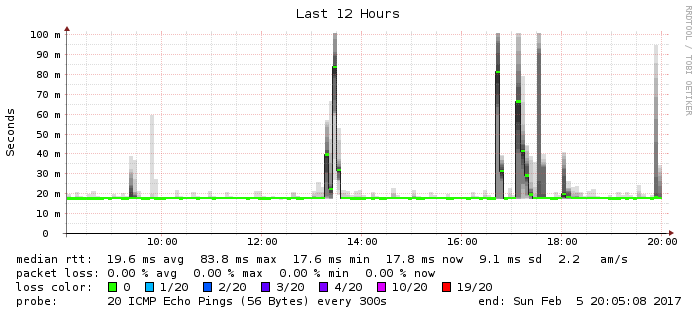 Last 12 Hours
RRDTOOL / TOBI OETIKER
Seconds
100 m
90 m
80 m
70 m
60 m
50 m
40 m
30 m
20 m
10 m
0
10:00 12:00 14:00 16:00 18:00 20:00
median rtt: 19.6 ms avg 83.8 ms max 17.6 ms min 17.8 ms now 9.1 ms sd 2.2 am/s
packet loss: 0.00 % avg 0.00 % max 0.00 % min 0.00 % now
loss color: 0 1/20 2/20 3/20 4/20 10/20 19/20
probe: 20 ICMP Echo Pings (56 Bytes) every 300s end: Sun Feb 5 20:05:08 2017